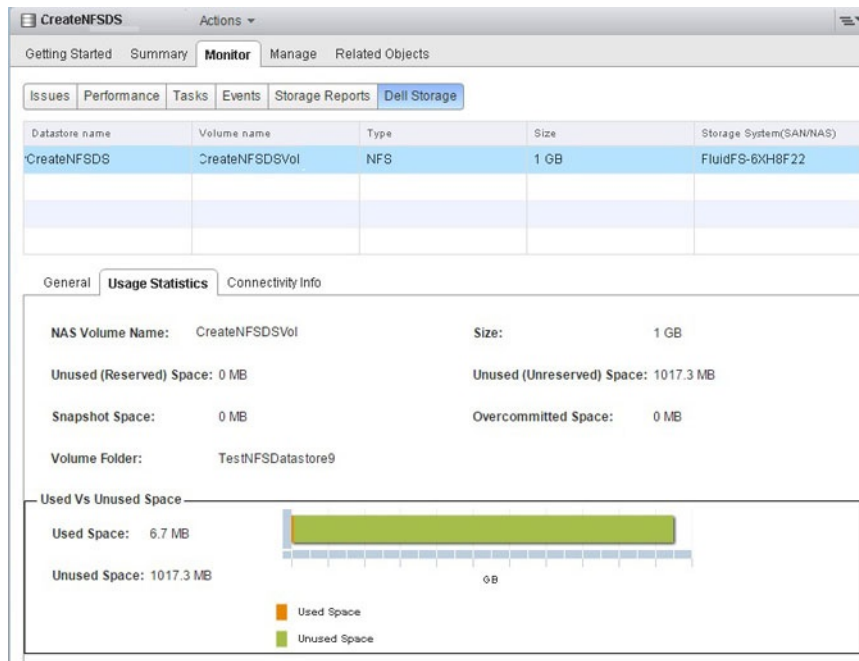 CreateNFSDS Actions
Getting Started Summary Monitor Manage Related Objects
Issues Performance Tasks Events Storage Reports Dell Storage
Datastore name Volume name Type Size Storage System(SAN/NAS)
CreateNFSDS CreateNFSDSVol NFS 1 GB FluidFS-6XH8F22
General Usage Statistics Connectivity Info
NAS Volume Name: CreateNFSDSVol Size: 1 GB
Unused (Reserved) Space: 0 MB Unused (Unreserved) Space: 1017.3 MB
Snapshot Space: 0 MB Overcommitted Space: 0 MB
Volume Folder: TestNFSDatastore9
Used Vs Unused Space
Used Space: 6.7 MB
Unused Space: 1017.3 MB
GB
Used Space
Unused Space